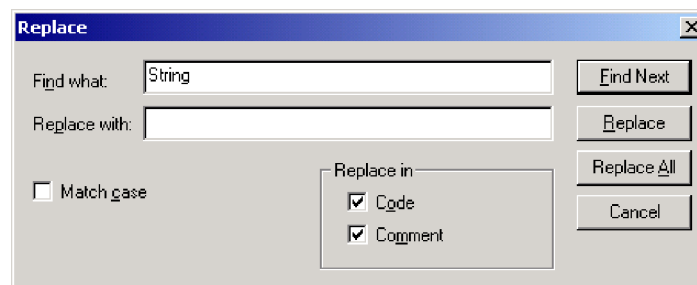 Replace
Find what: String Find Next
Replace with: Replace
Replace in Replace All
Match case Code Cancel
Comment